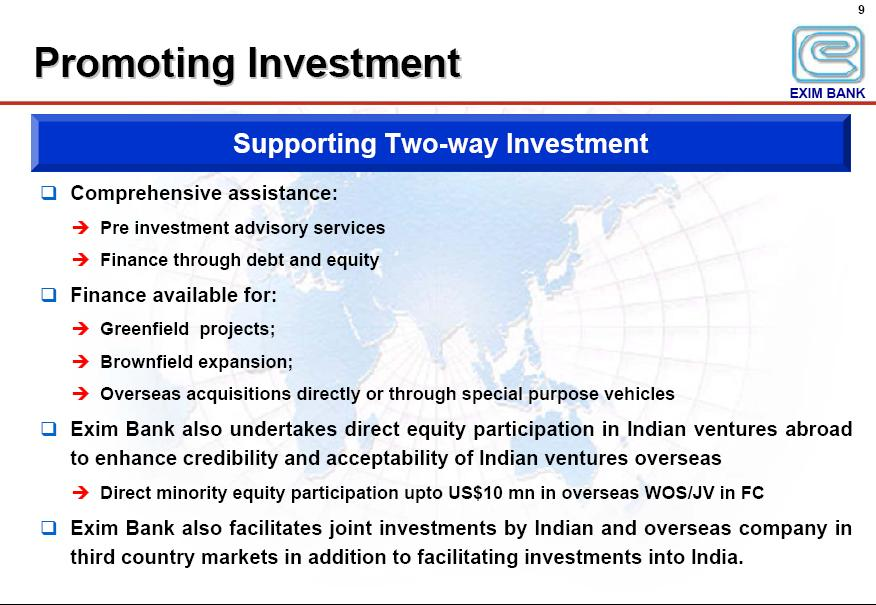 9
Promoting Investment
EXIM BANK
Supporting Two-way Investment
Comprehensive assistance:
Pre investment advisory services
Finance through debt and equity
Finance available for:
Greenfield projects;
Brownfield expansion;
Overseas acquisitions directly or through special purpose vehicles
Exim Bank also undertakes direct equity participation in Indian ventures abroad
to enhance credibility and acceptability of Indian ventures overseas
Direct minority equity participation upto US$10 mn in overseas WOS/JV in FC
Exim Bank also facilitates joint investments by Indian and overseas company in
third country markets in addition to facilitating investments into India.